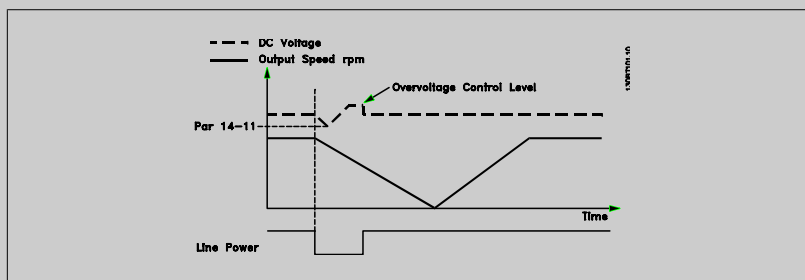 DC Voltage
Output Speed rpm
Overvoltage Control Level
Par 14-11
Time
Line Power